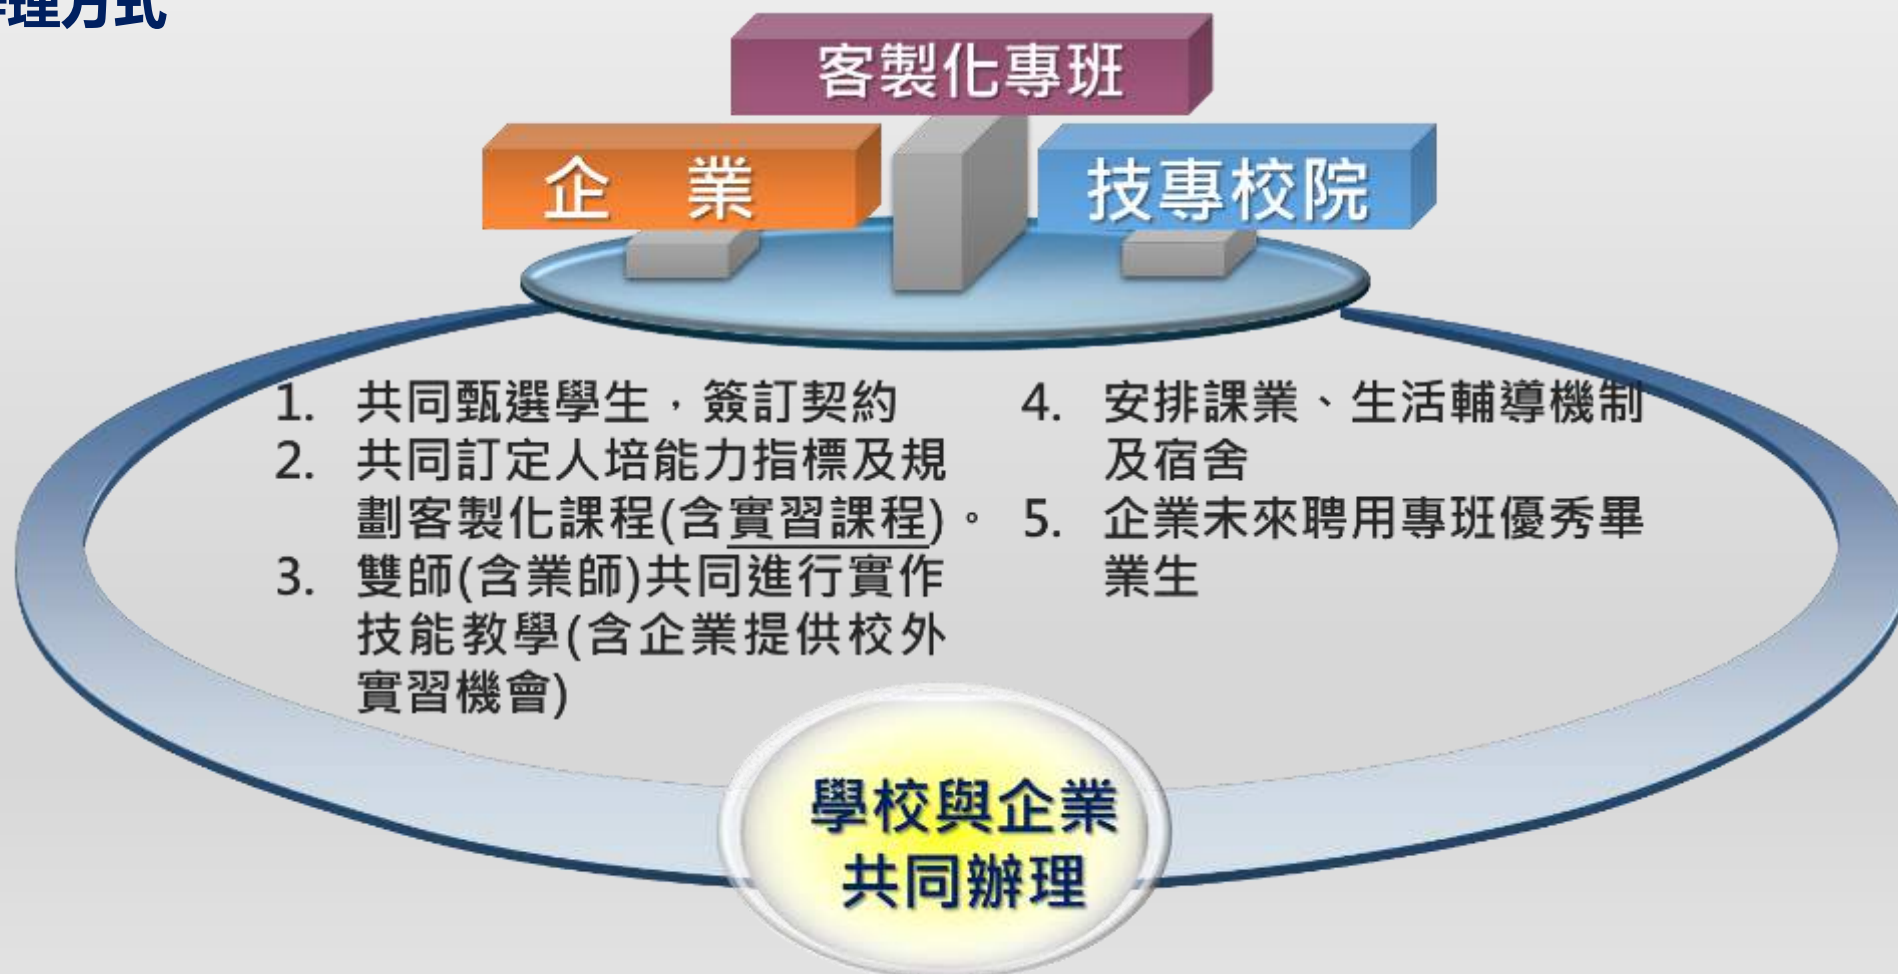 理方式
客製化專班
企 業
技專校院
1. 共同甄選學生，簽訂契約
2. 共同訂定人培能力指標及規
劃客製化課程(含實習課程)。
3. 雙師(含業師)共同進行實作
技能教學(含企業提供校外
實習機會)
4. 安排課業、生活輔導機制
及宿舍
5. 企業未來聘用專班優秀畢
業生
學校與企業
共同辦理